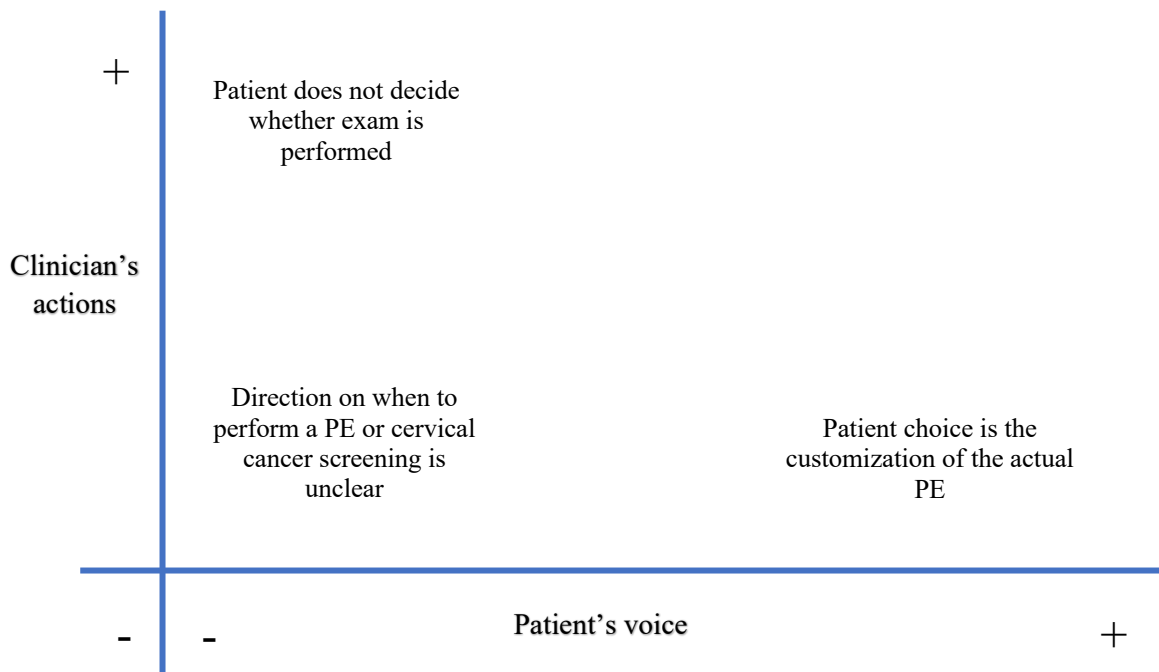 +
Patient does not decide
whether exam is
performed
Clinician’s
actions
Direction on when to
perform a PE or cervical
cancer screening is
unclear
Patient choice is the
customization of the actual
PE
-
-
Patient’s voice
+